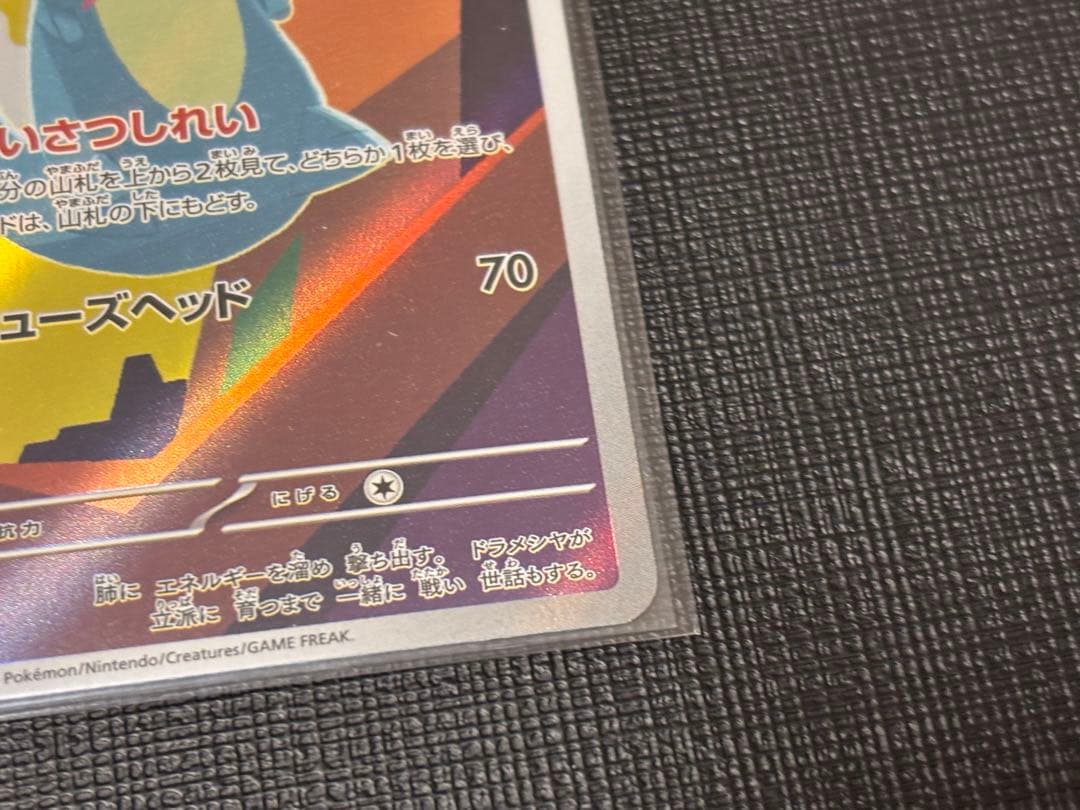 いさつしれい
分の山札を上から2枚見て、どちらか1枚を選び、
ドは、山札の下にもどす。
ューズヘッド 70
抗力 にげる
肺に エネルギーを溜め 撃ち出す。 ドラメシヤが
立派に 育つまで 一緒に 戦い 世話もする。
Pokémon/Nintendo/Creatures/GAME FREAK.